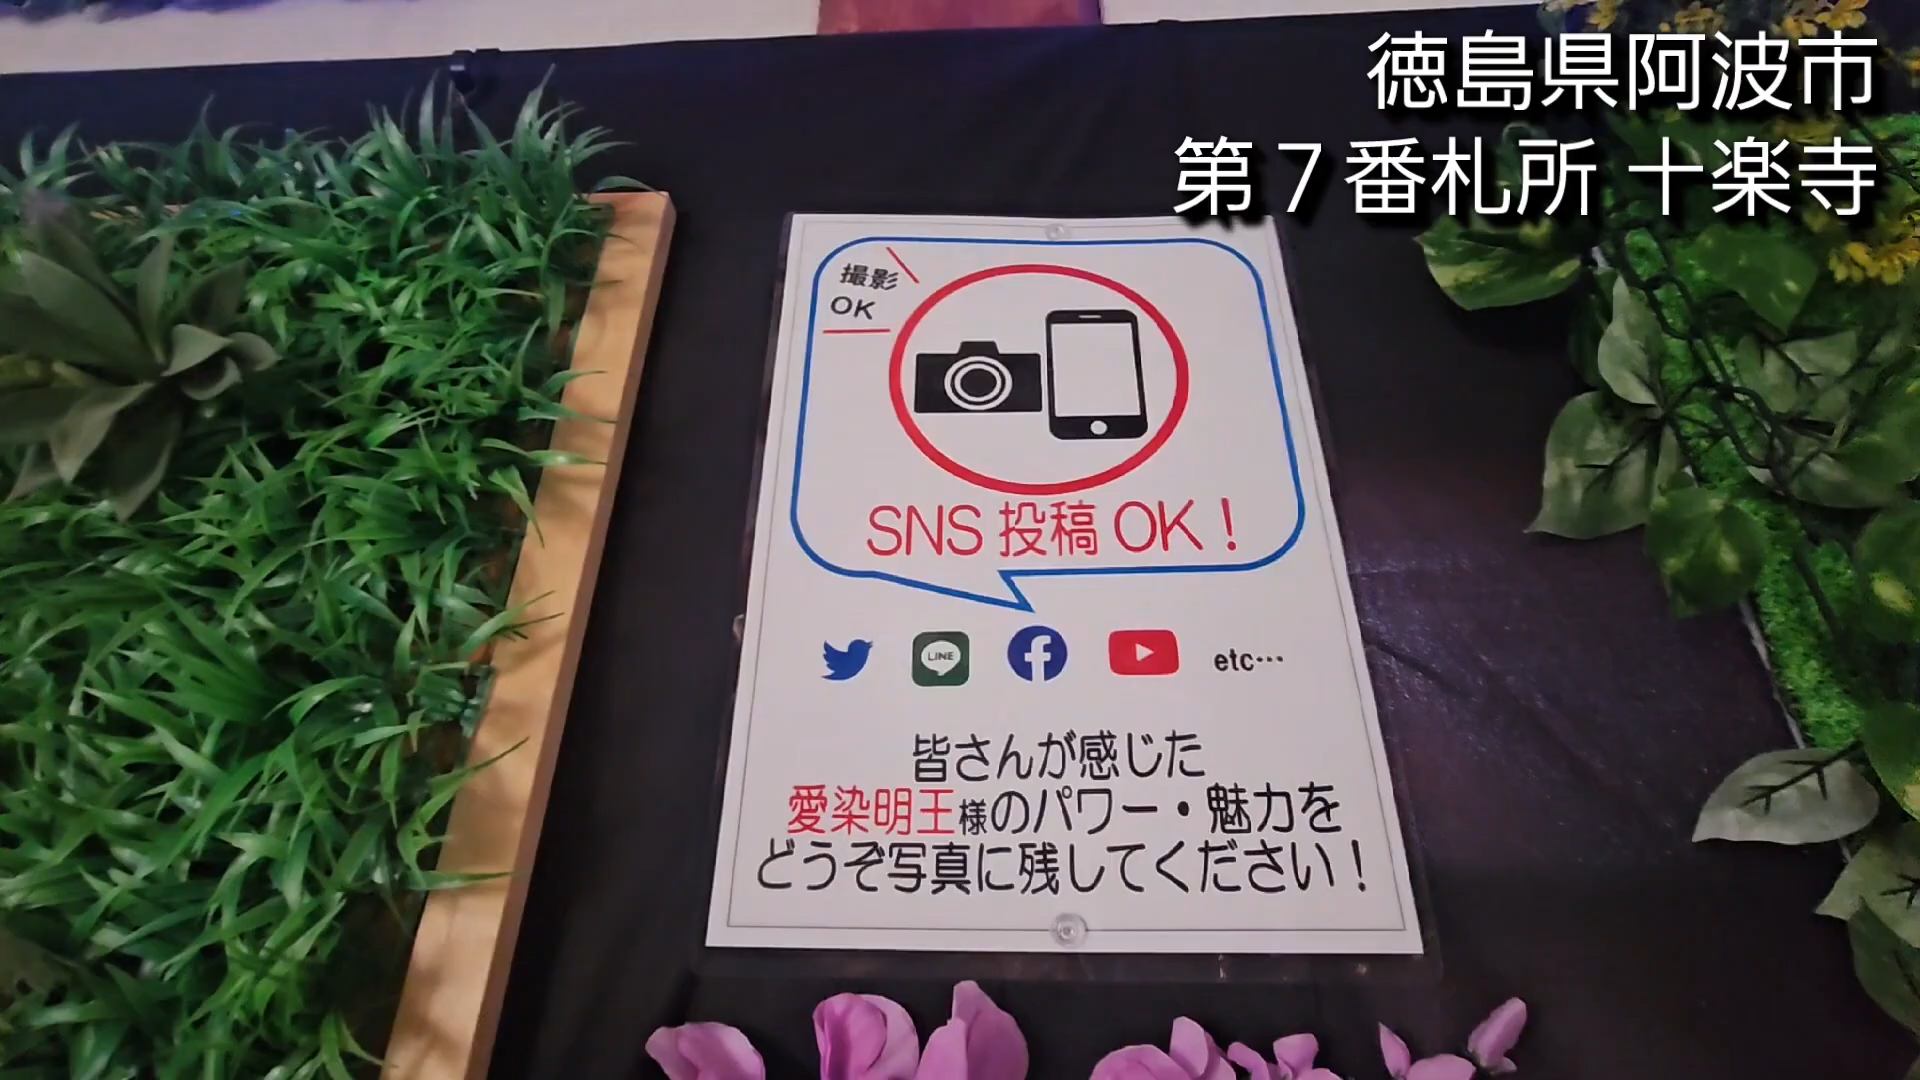 徳島県阿波市
第７番札所 十楽寺
撮影
OK
SNS 投稿 OK！
LINE
etc…
皆さんが感じた
愛染明王様のパワー・魅力を
どうぞ写真に残してください！